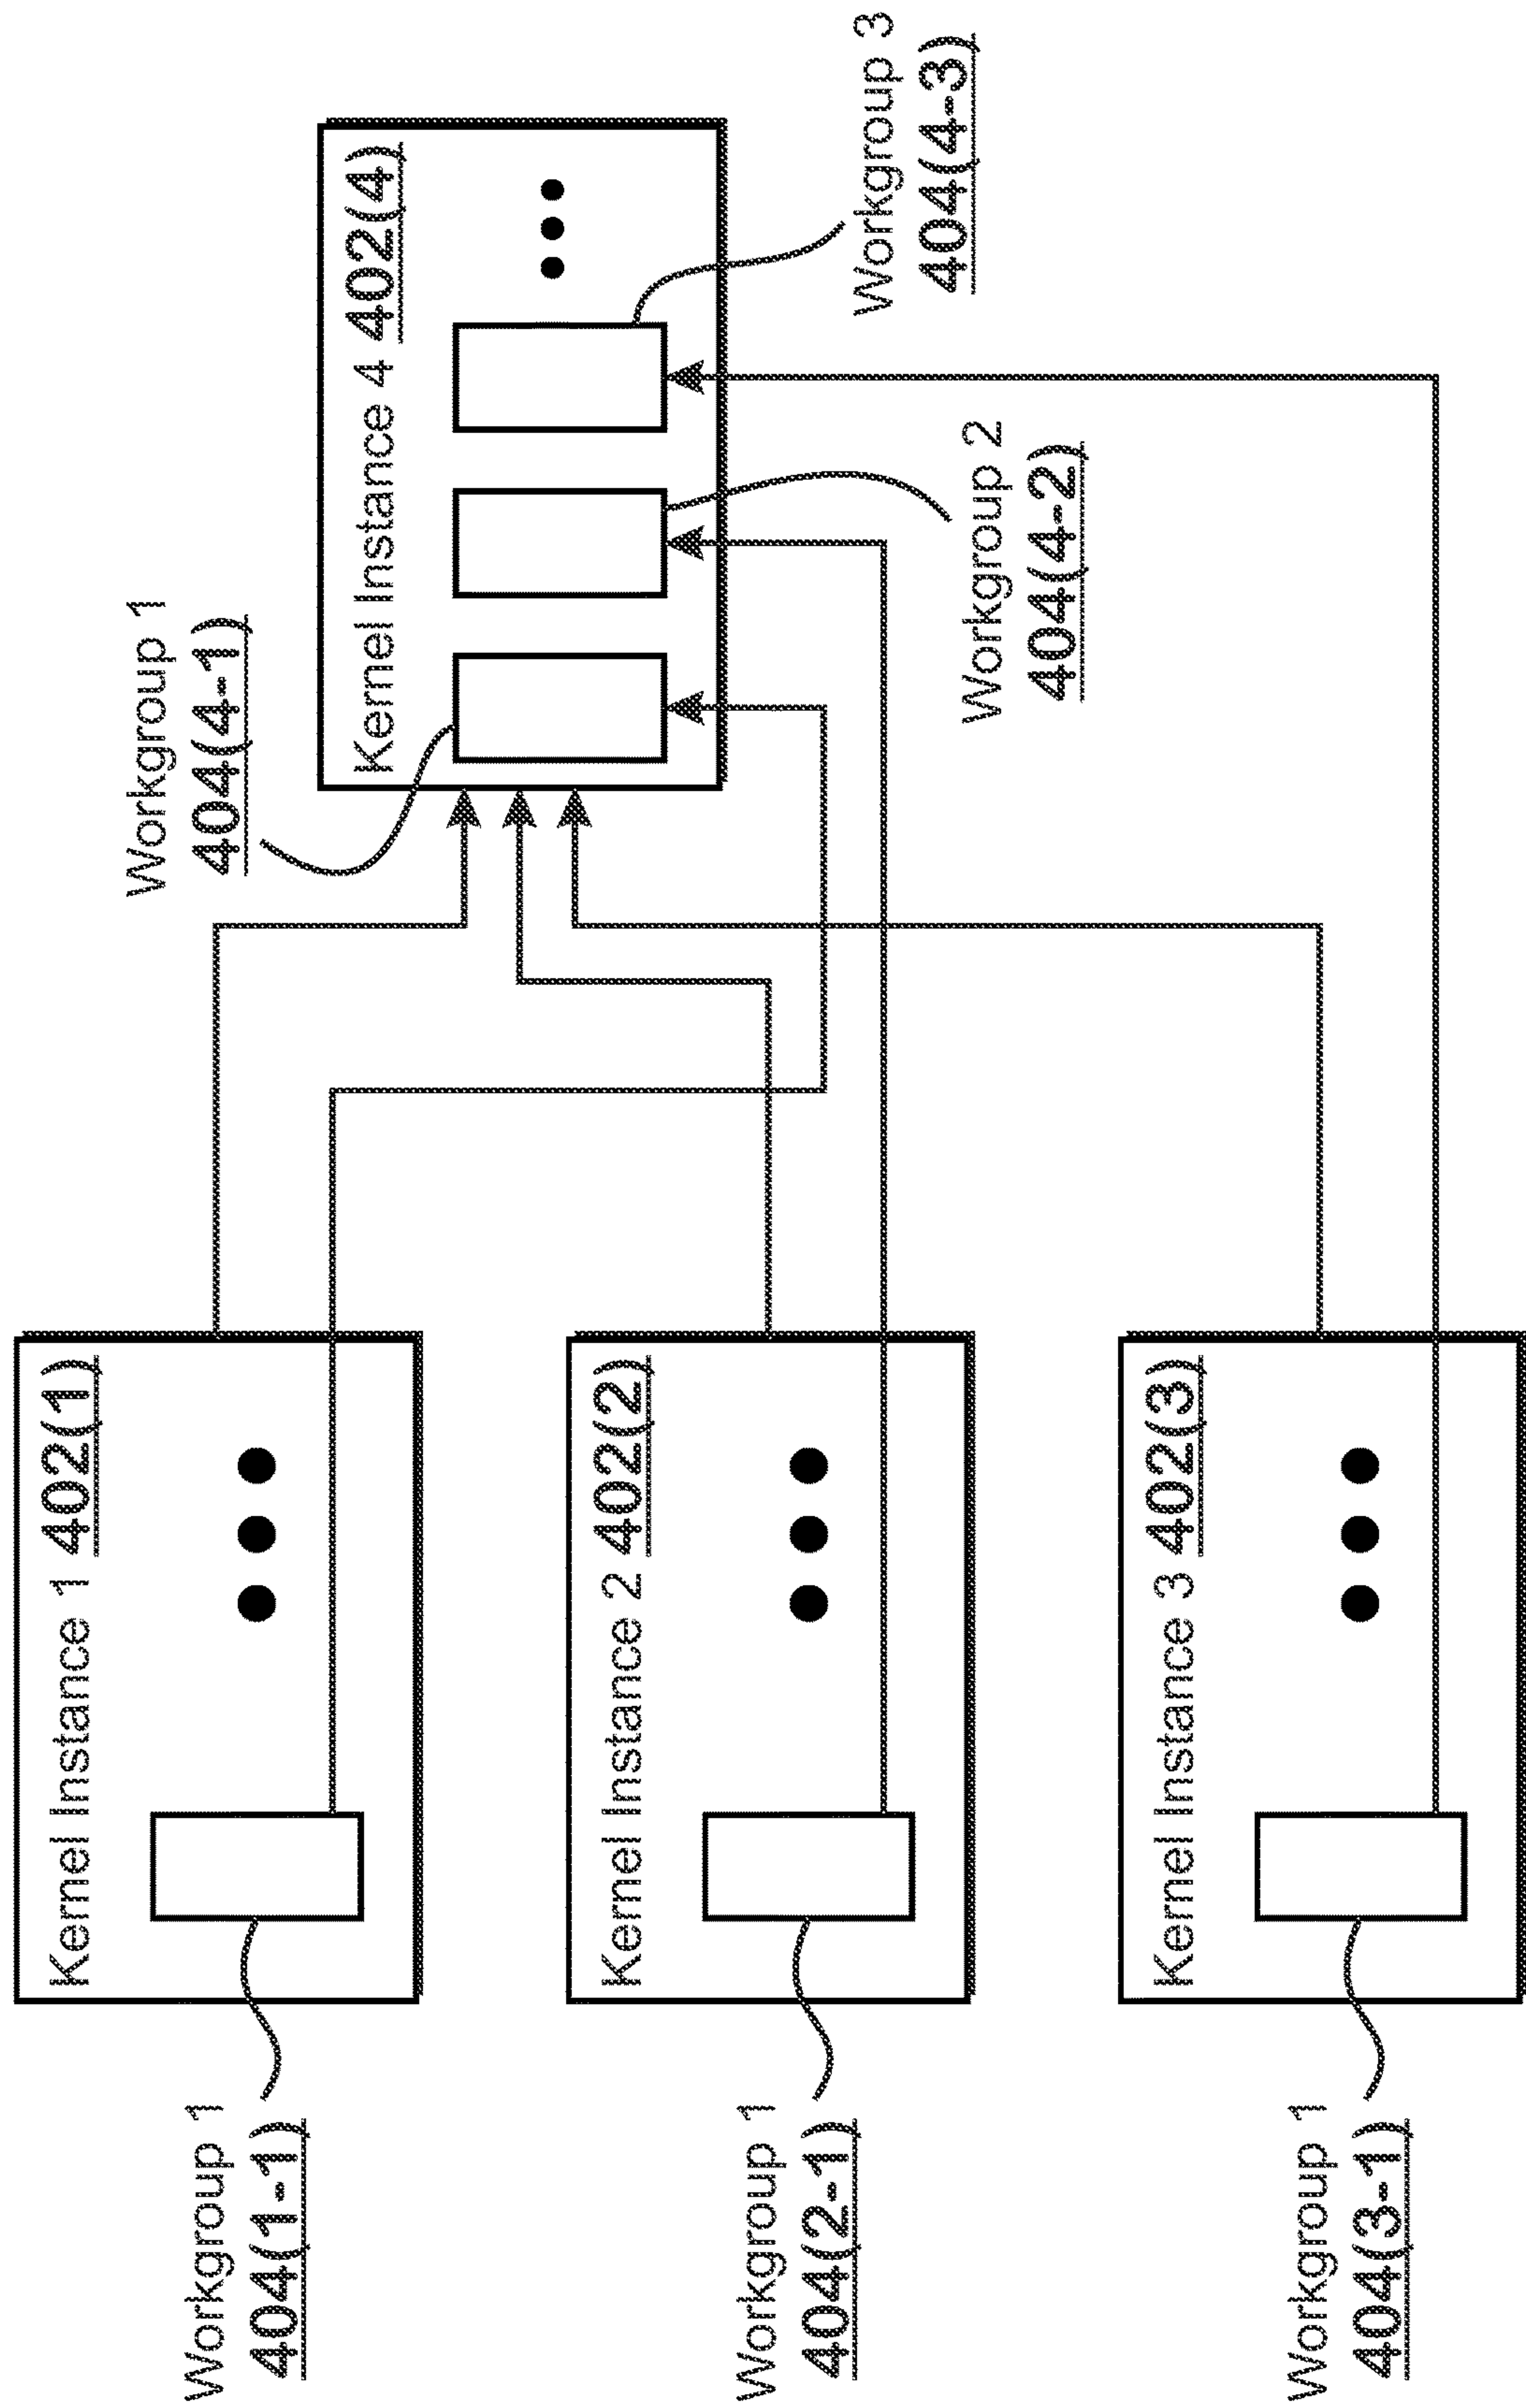 Kernel Instance 1 402(1)
Workgroup 1
404(1-1)
Kernel Instance 2 402(2)
Workgroup 1
404(2-1)
Kernel Instance 3 402(3)
Workgroup 1
404(3-1)
Workgroup 1
404(4-1)
Kernel Instance 4 402(4)
Workgroup 2
404(4-2)
Workgroup 3
404(4-3)